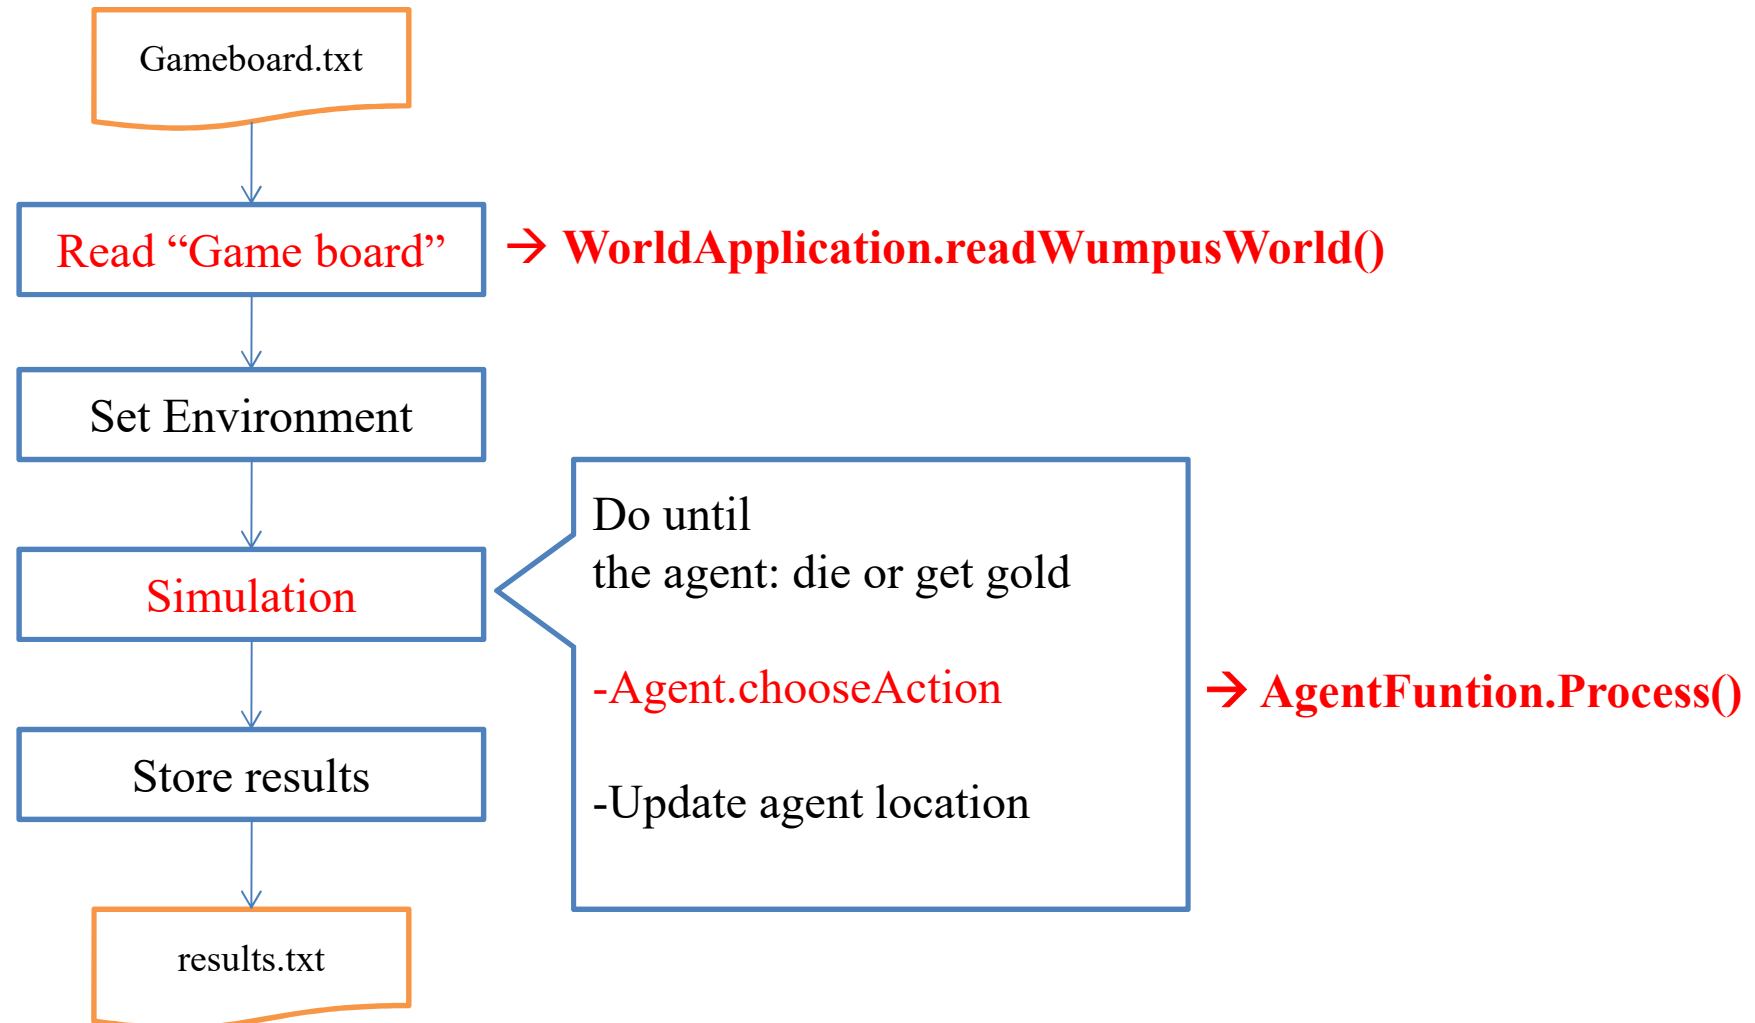 Gameboard.txt
Read “Game board”
→ WorldApplication.readWumpusWorld()
Set Environment
Simulation
Do until
the agent: die or get gold
-Agent.chooseAction
→ AgentFuntion.Process()
-Update agent location
Store results
results.txt